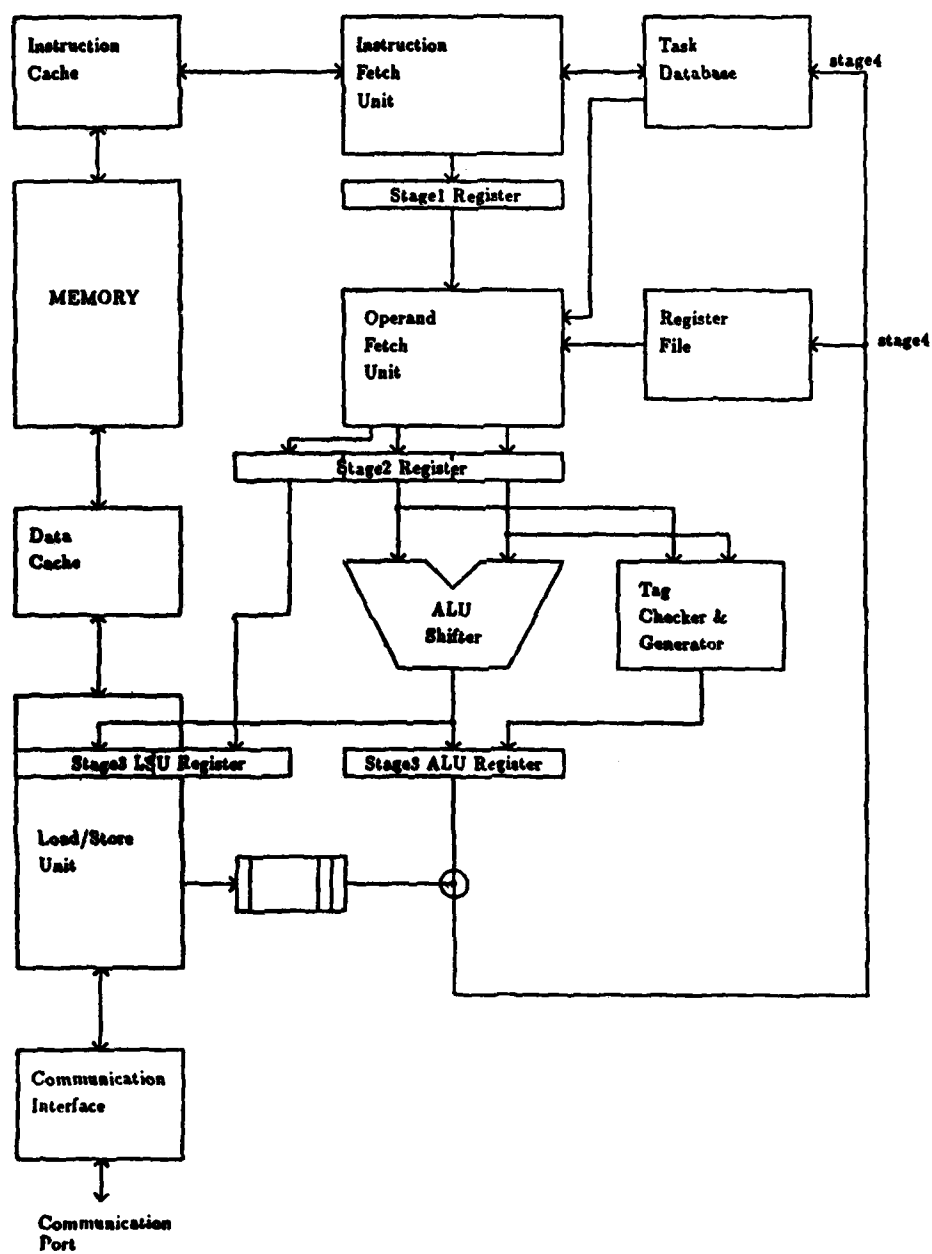 Instruction
Cache
Instruction
Fetch
Unit
Task
Database
stage4
Stage1 Register
MEMORY
Operand
Fetch
Unit
Register
File
stage4
Stage2 Register
Data
Cache
ALU
Shifter
Tag
Checker &
Generator
Stage3 LSU Register
Stage3 ALU Register
Load/Store
Unit
Communication
Interface
Communication
Port